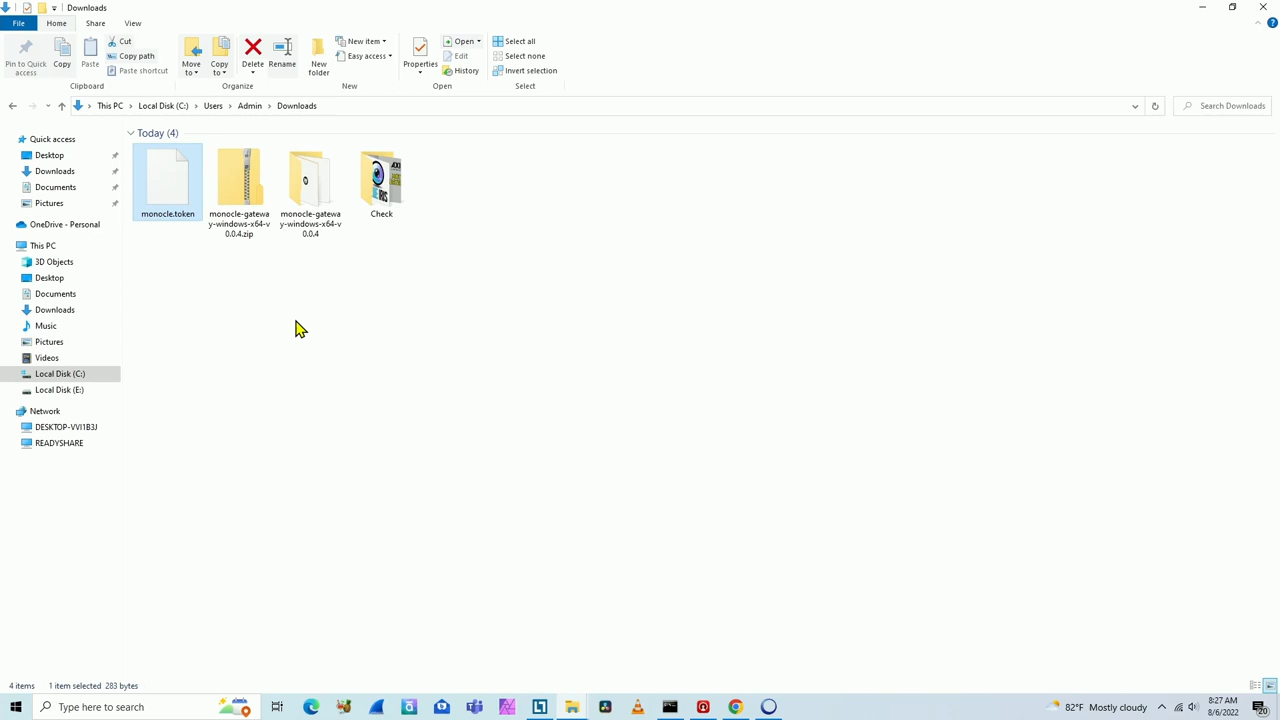 Downloads
File
Home
Share
View
Pin to Quick access
Copy
Paste
Cut
Copy path
Paste shortcut
Move to
Copy to
Delete
Rename
New folder
New item
Easy access
Properties
Open
Edit
History
Select all
Select none
Invert selection
Clipboard
Organize
New
Open
Select
This PC
Local Disk (C:)
Users
Admin
Downloads
Search Downloads
Quick access
Desktop
Downloads
Documents
Pictures
OneDrive - Personal
This PC
3D Objects
Desktop
Documents
Downloads
Music
Pictures
Videos
Local Disk (C:)
Local Disk (E:)
Network
DESKTOP-VVI1B3J
READYSHARE
Today (4)
monocle.token
monocle-gatewa
y-windows-x64-v
0.0.4.zip
monocle-gatewa
y-windows-x64-v
0.0.4
Check
4 items
1 item selected 283 bytes
Type here to search
82°F Mostly cloudy
8:27 AM
8/6/2022
20